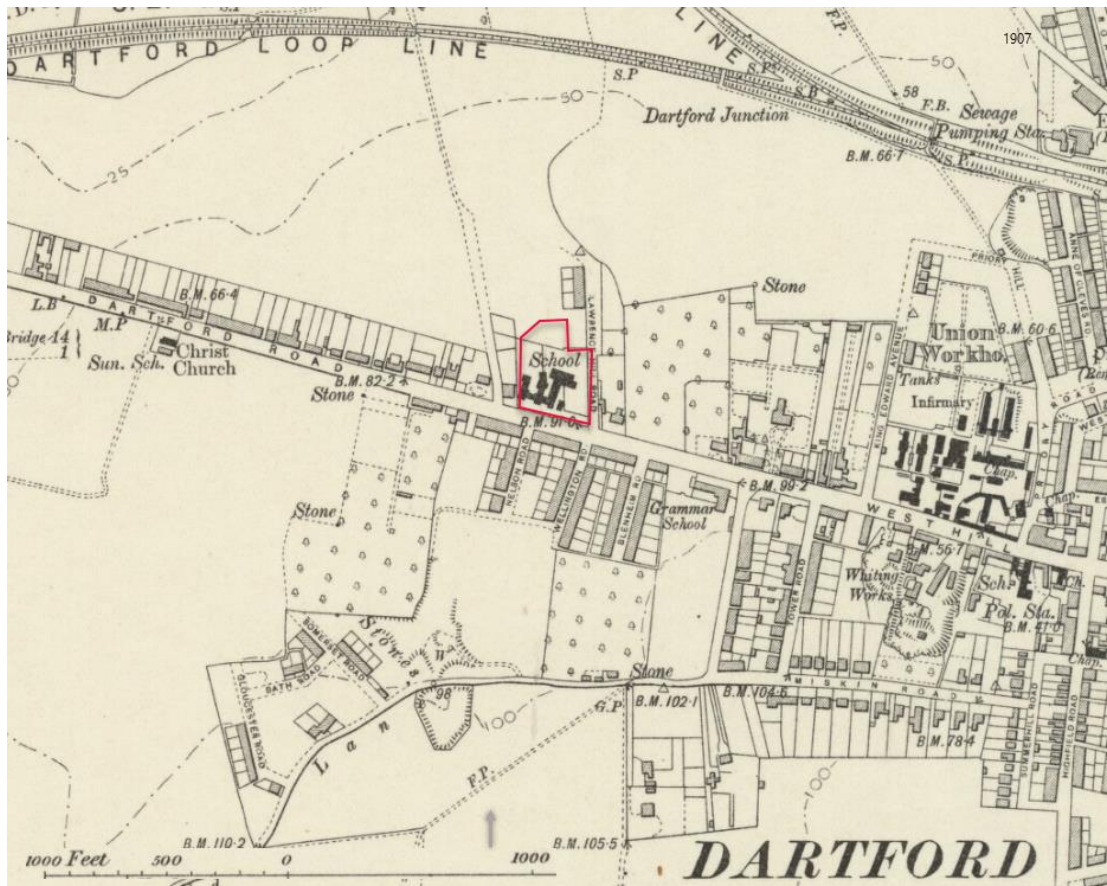 1907
DARTFORD LOOP LINE
LINE
S.P
S.P
S.B
50
50
58
F.B.
Sewage
Pumping Sta.
S.P
Dartford Junction
B.M. 66·7
25
Stone
PRIORY HILL
ANNE OF CLEVES RD.
L.B
DARTFORD ROAD
B.M. 66·4
M.P
Bridge 14
1
Sun. Sch.
Christ
Church
B.M. 82·2
Stone
School
LAWRENCE HILL ROAD
B.M. 91·0
KING EDWARD AVENUE
Union
Workho.
B.M. 60·6
Tanks
Infirmary
Chap.
Chap.
NELSON ROAD
WELLINGTON RD
BLENHEIM RD
Grammar
School
B.M. 99·2
WEST HILL
B.M. 56·7
TOWER ROAD
Whiting
Works
Sch.
Ch.
Pol. Sta.
B.M. 41·0
Chap.
Stone
SOMERSET ROAD
BATH ROAD
GLOUCESTER ROAD
Stones
W
98
100
Lan
F.P.
Stone
G.P
B.M. 102·1
B.M. 104·6
MISKIN ROAD
B.M. 78·4
SUMMERHILL ROAD
HIGHFIELD ROAD
100
B.M. 110·2
B.M. 105·5
1000 Feet 500 0 1000
DARTFORD